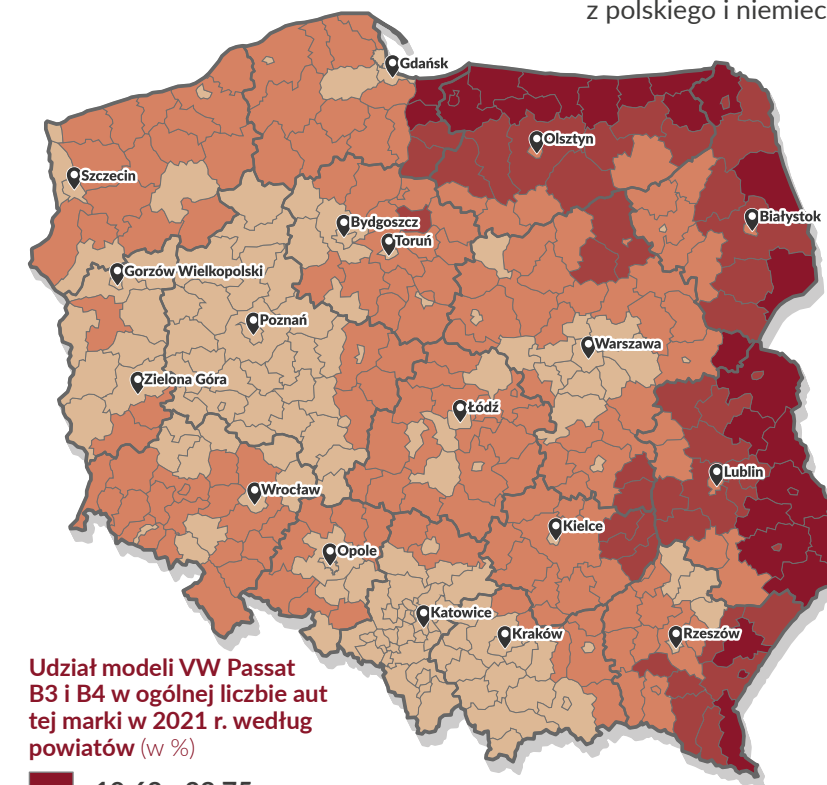 z polskiego i niemiec
Gdańsk
Olsztyn
Szczecin
Białystok
Bydgoszcz
Toruń
Gorzów Wielkopolski
Poznań
Warszawa
Zielona Góra
Łódź
Lublin
Wrocław
Kielce
Opole
Katowice
Kraków
Rzeszów
Udział modeli VW Passat
B3 i B4 w ogólnej liczbie aut
tej marki w 2021 r. według
powiatów (w %)